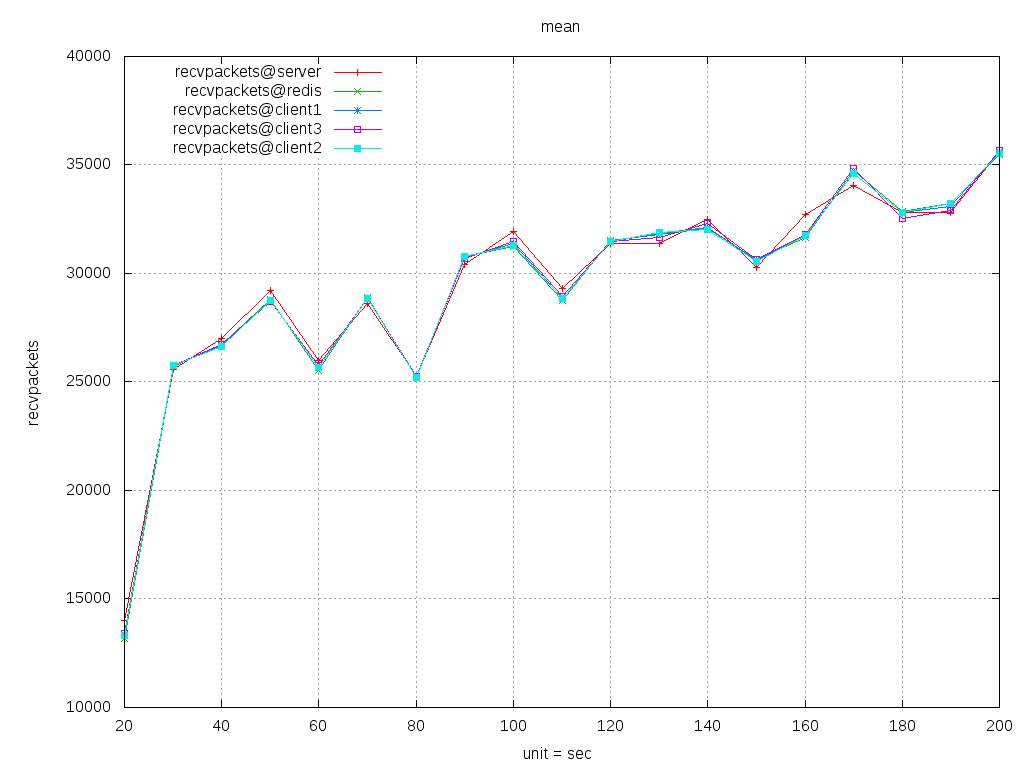 mean
recvpackets
40000
35000
30000
25000
20000
15000
10000
recvpackets@server
recvpackets@redis
recvpackets@client1
recvpackets@client3
recvpackets@client2
20 40 60 80 100 120 140 160 180 200
unit = sec